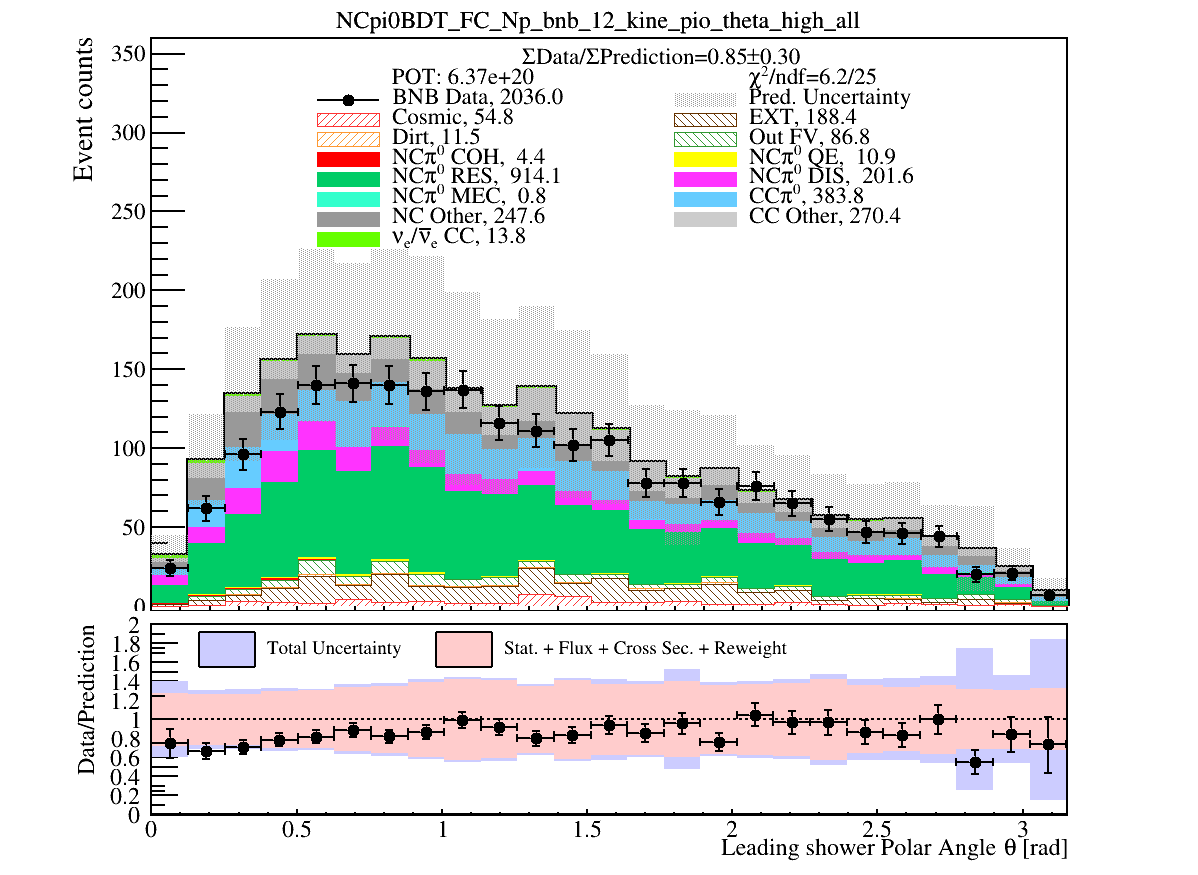 NCpi0BDT_FC_Np_bnb_12_kine_pio_theta_high_all
ΣData/ΣPrediction=0.85±0.30
POT: 6.37e+20
χ²/ndf=6.2/25
BNB Data, 2036.0
Pred. Uncertainty
Cosmic, 54.8
EXT, 188.4
Dirt, 11.5
Out FV, 86.8
NCπ⁰ COH, 4.4
NCπ⁰ QE, 10.9
NCπ⁰ RES, 914.1
NCπ⁰ DIS, 201.6
NCπ⁰ MEC, 0.8
CCπ⁰, 383.8
NC Other, 247.6
CC Other, 270.4
νₑ/ν̅ₑ CC, 13.8
Event counts
350
300
250
200
150
100
50
0
Total Uncertainty
Stat. + Flux + Cross Sec. + Reweight
Data/Prediction
2
1.8
1.6
1.4
1.2
1
0.8
0.6
0.4
0.2
0
0 0.5 1 1.5 2 2.5 3
Leading shower Polar Angle θ [rad]